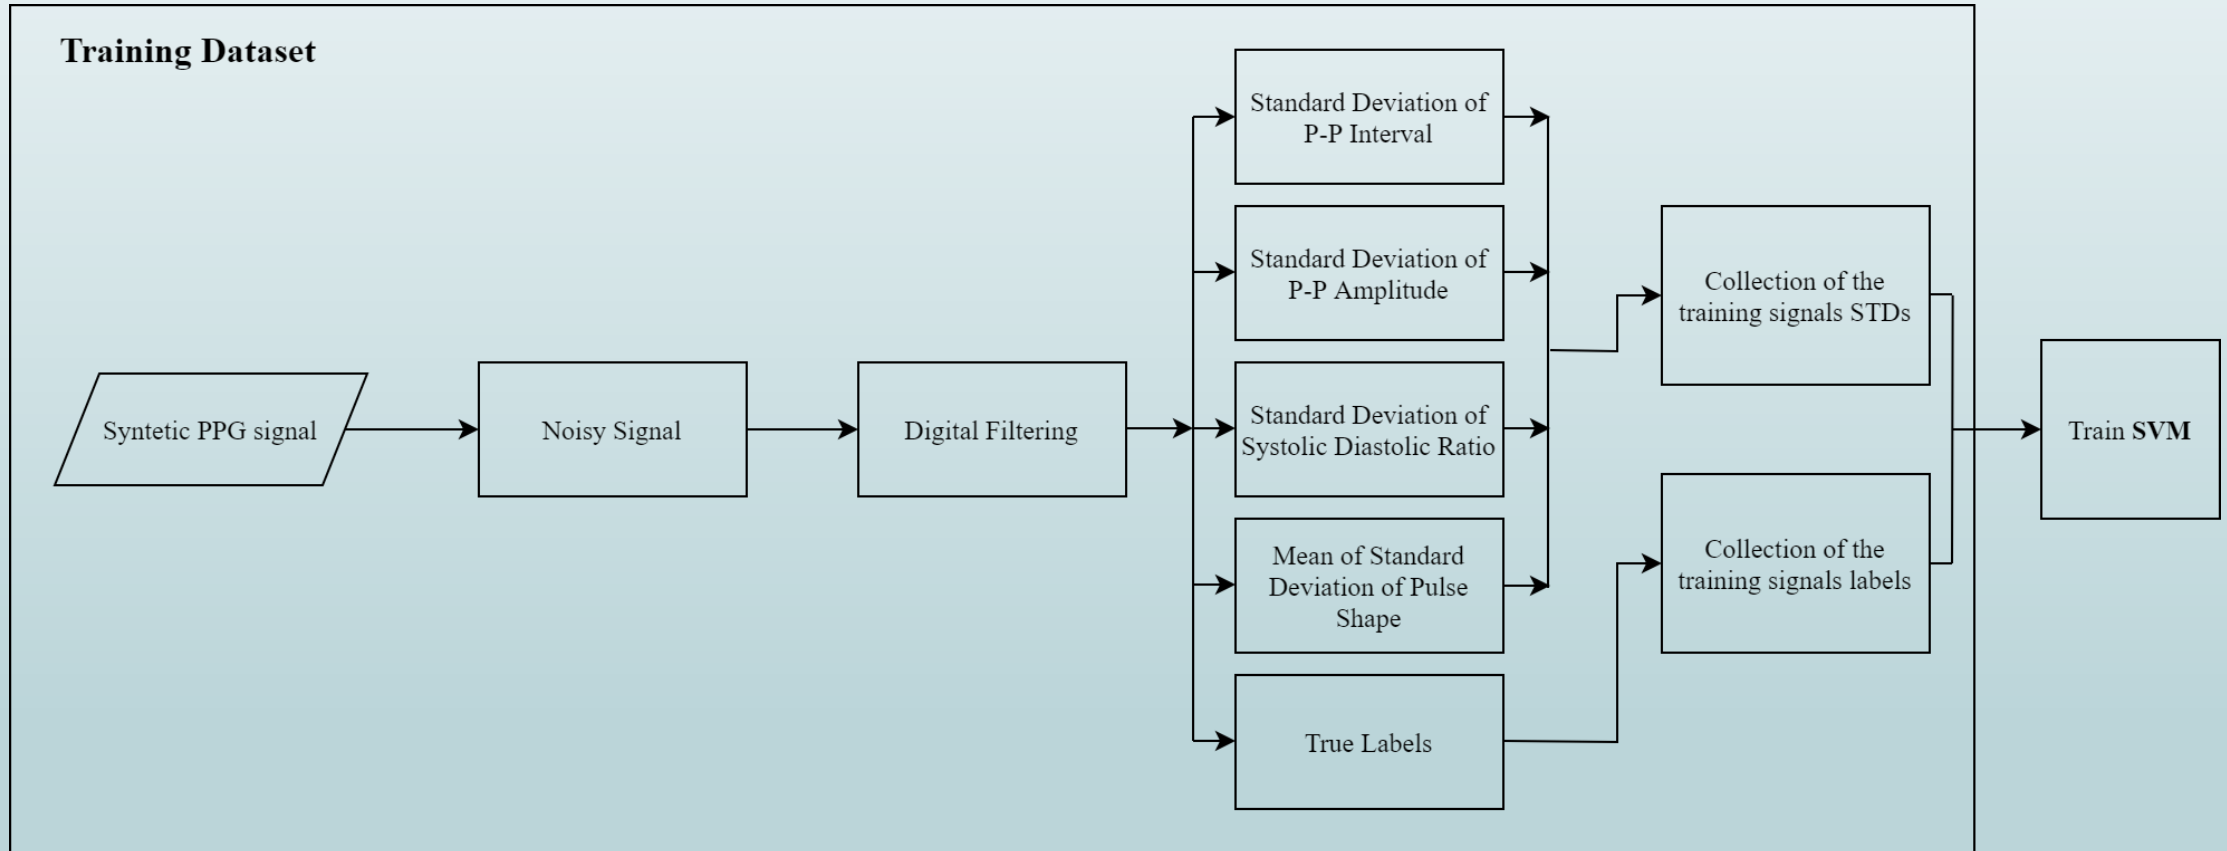 Training Dataset
Syntetic PPG signal
Noisy Signal
Digital Filtering
Standard Deviation of
P-P Interval
Standard Deviation of
P-P Amplitude
Standard Deviation of
Systolic Diastolic Ratio
Mean of Standard
Deviation of Pulse
Shape
True Labels
Collection of the
training signals STDs
Collection of the
training signals labels
Train SVM